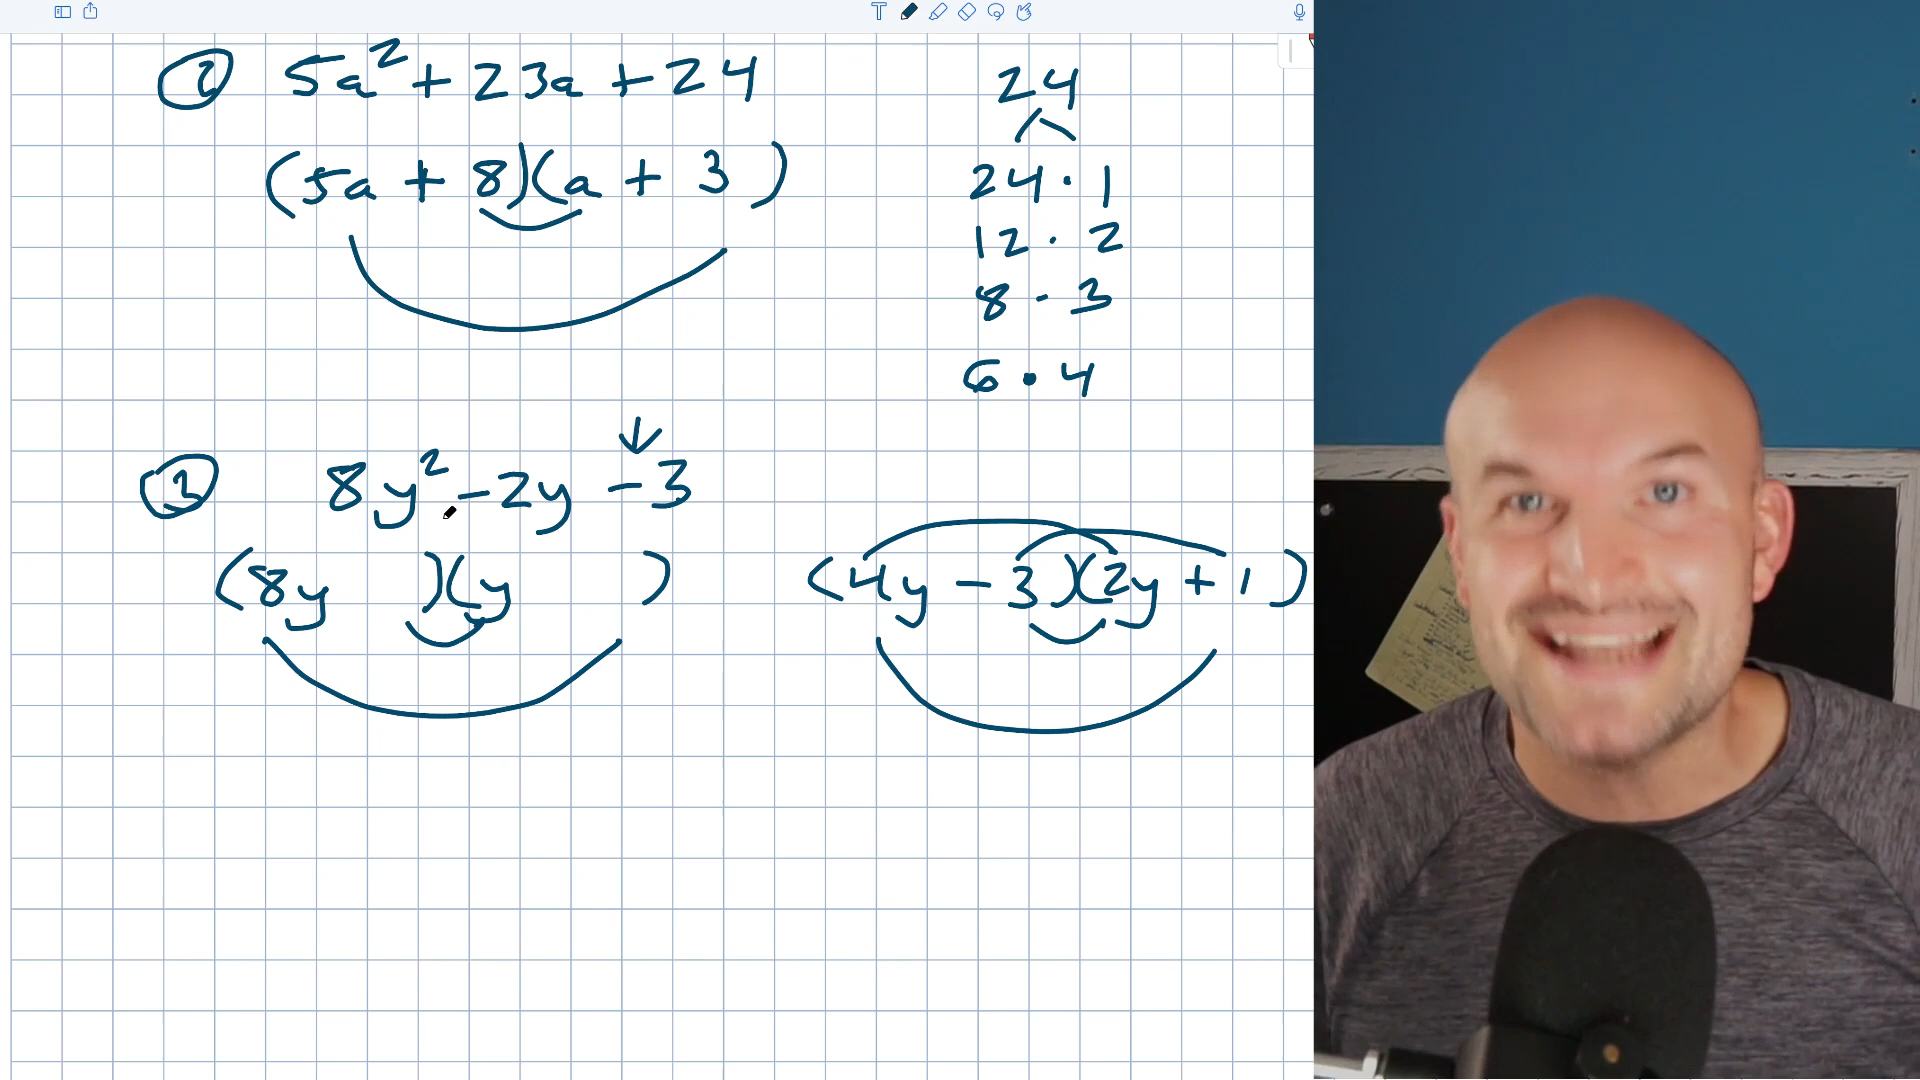 ② 5a² + 23a + 24
(5a + 8)(a + 3)
24
24 · 1
12 · 2
8 · 3
6 · 4
③ 8y² - 2y - 3
(8y )(y )
(4y - 3)(2y + 1)